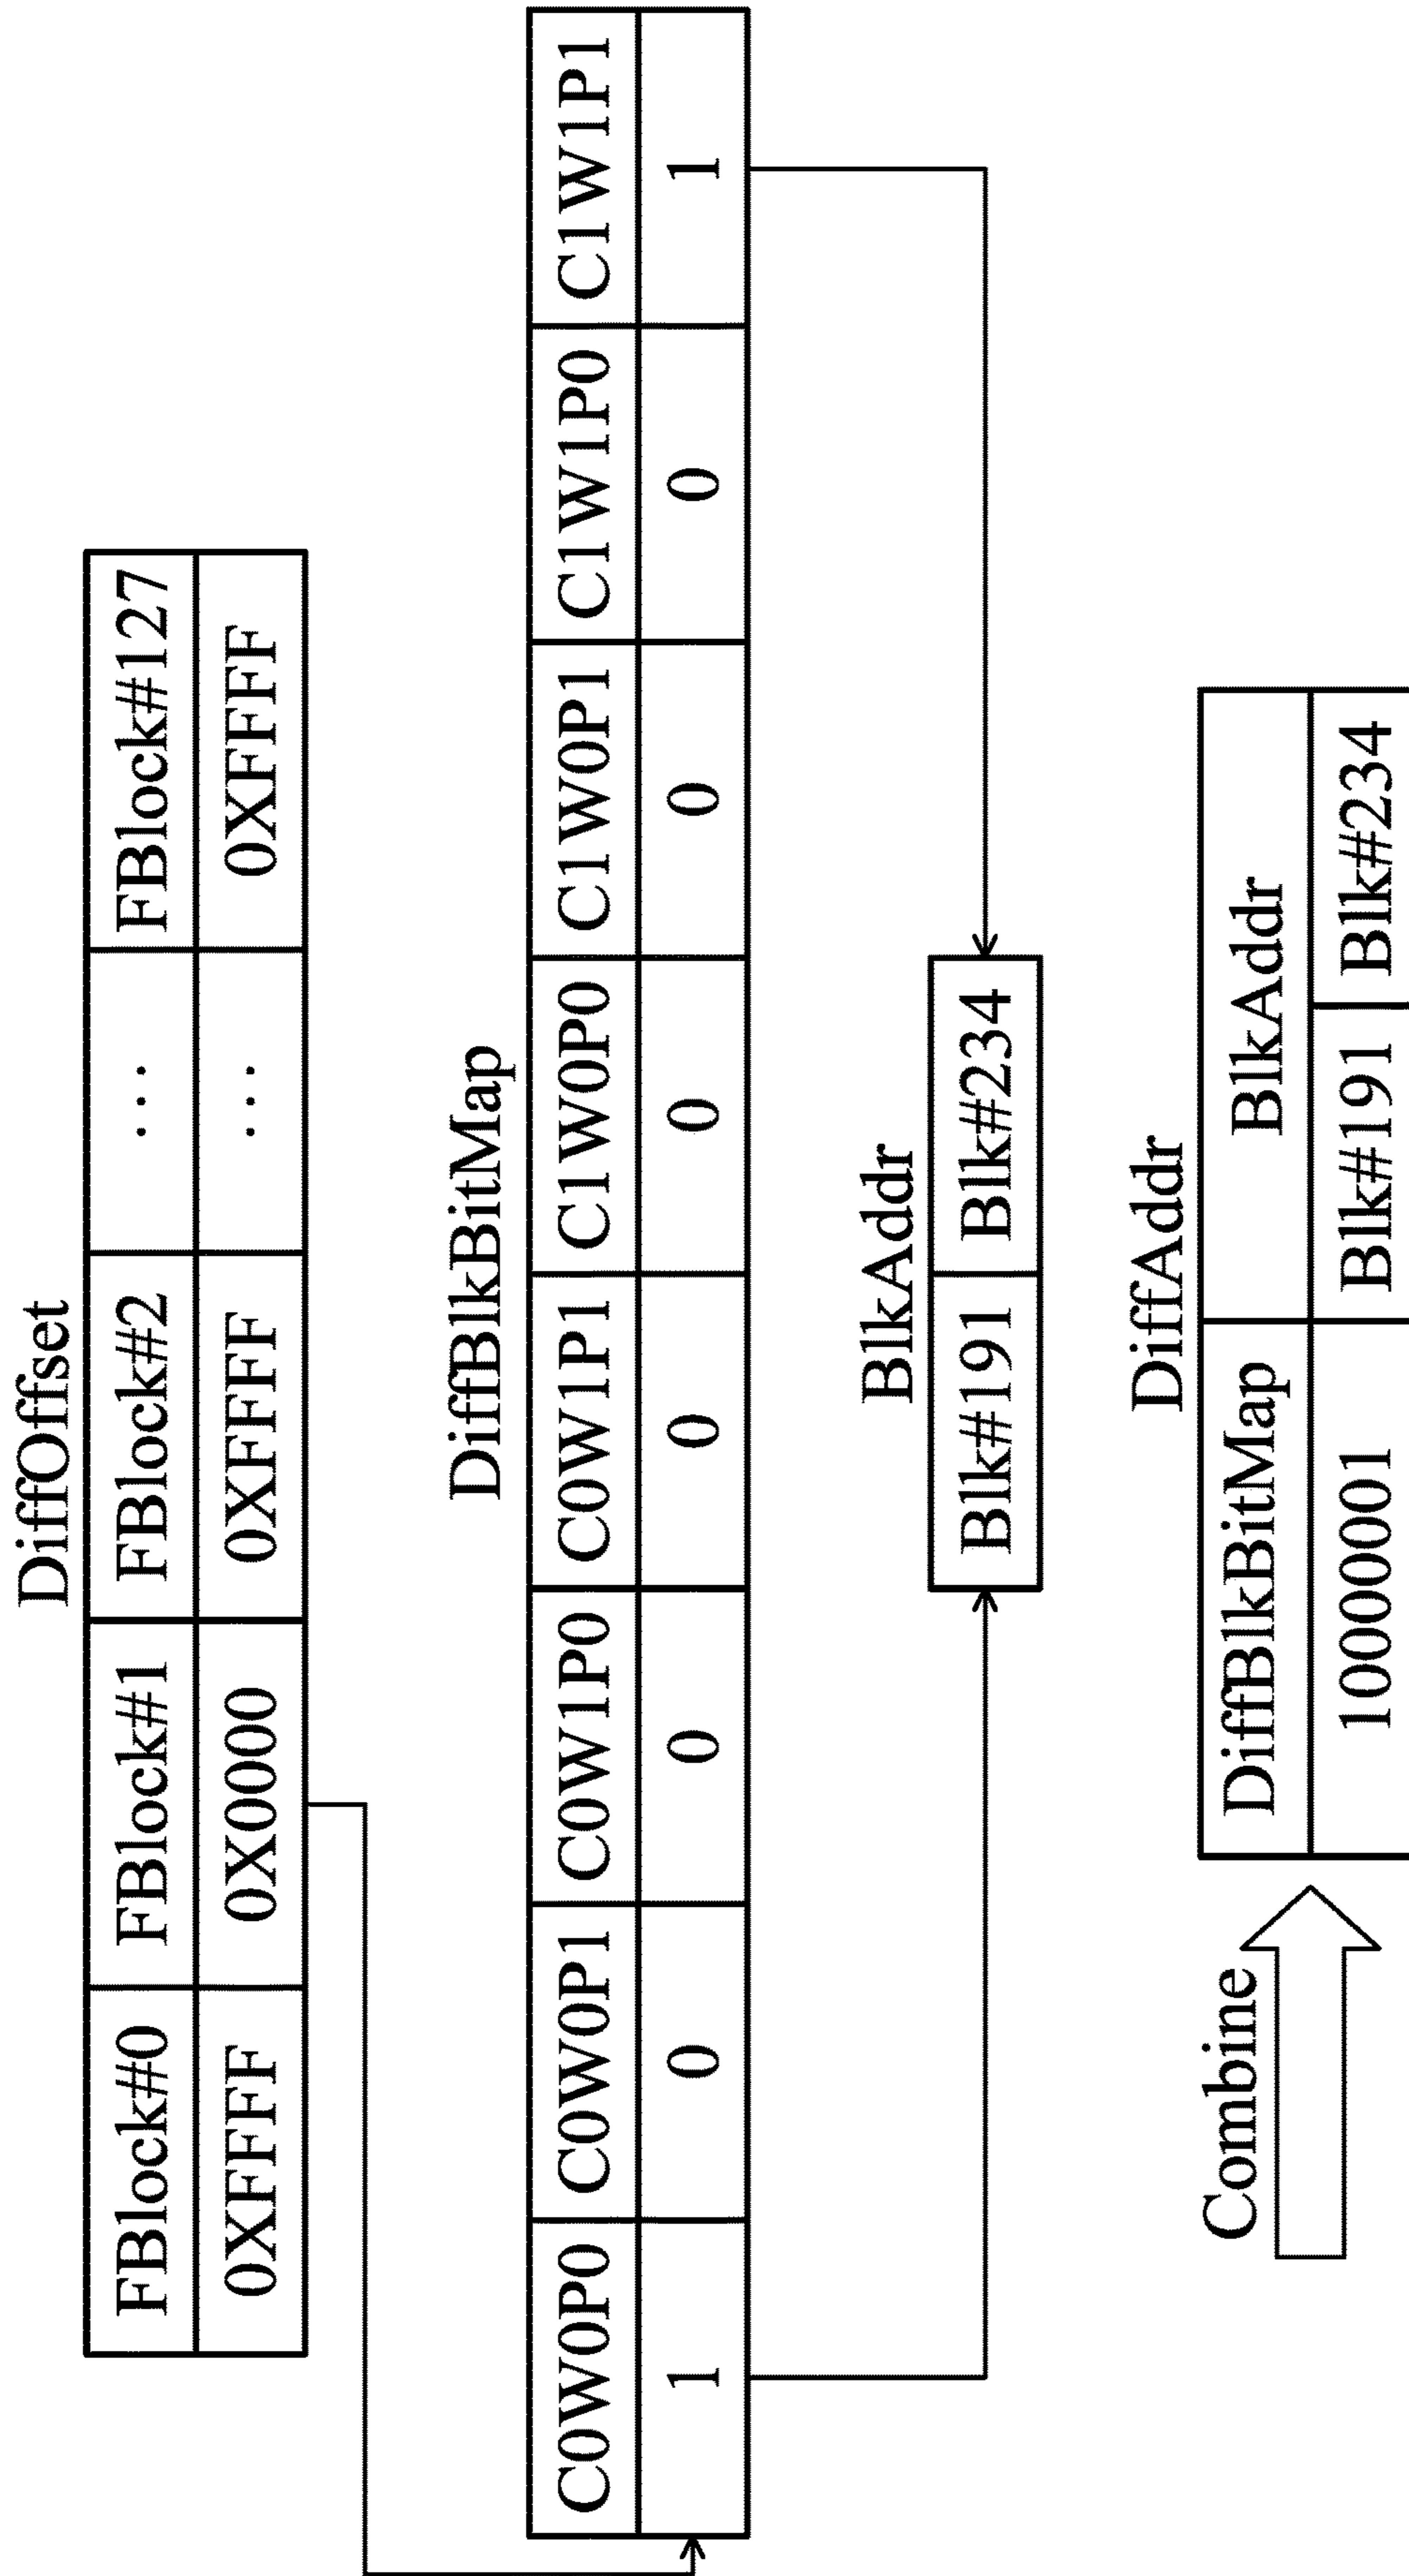 DiffOffset
FBlock#0 FBlock#1 FBlock#2 ... FBlock#127
0XFFFF 0X0000 0XFFFF ... 0XFFFF
DiffBlkBitMap
C0W0P0 C0W0P1 C0W1P0 C0W1P1 C1W0P0 C1W0P1 C1W1P0 C1W1P1
1 0 0 0 0 0 0 1
BlkAddr
Blk#191 Blk#234
Combine
DiffAddr
DiffBlkBitMap BlkAddr
10000001 Blk#191 Blk#234